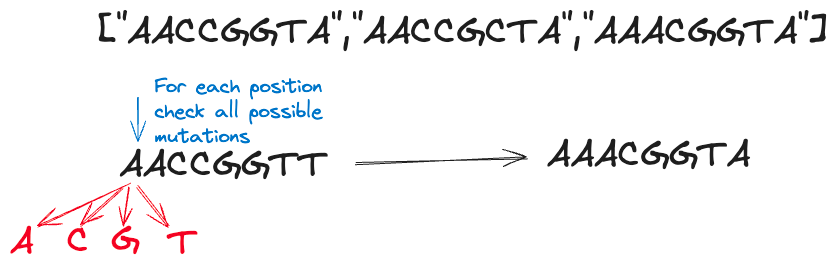 ["AACCGGTA","AACCGCTA","AAACGGTA"]
For each position
check all possible
mutations
AACCGGTT
AAACGGTA
A C G T